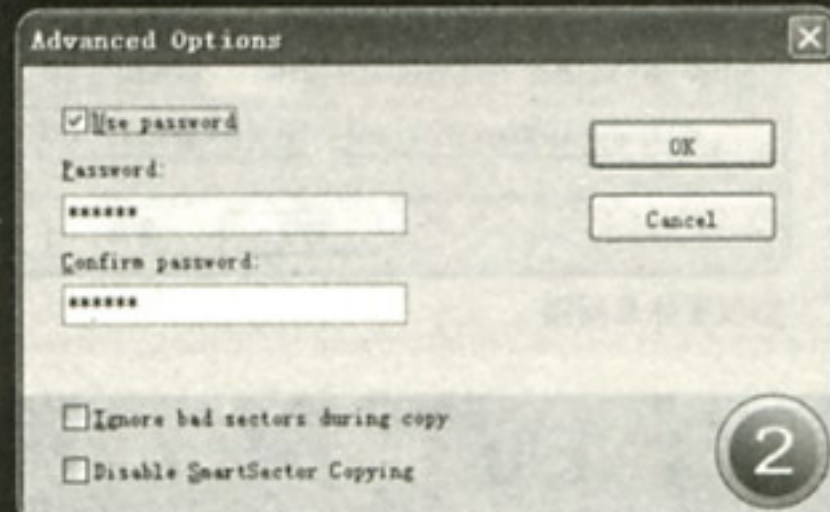 Advanced Options
Use password
OK
Password:
******
Cancel
Confirm password:
******
Ignore bad sectors during copy
Disable SmartSector Copying
2